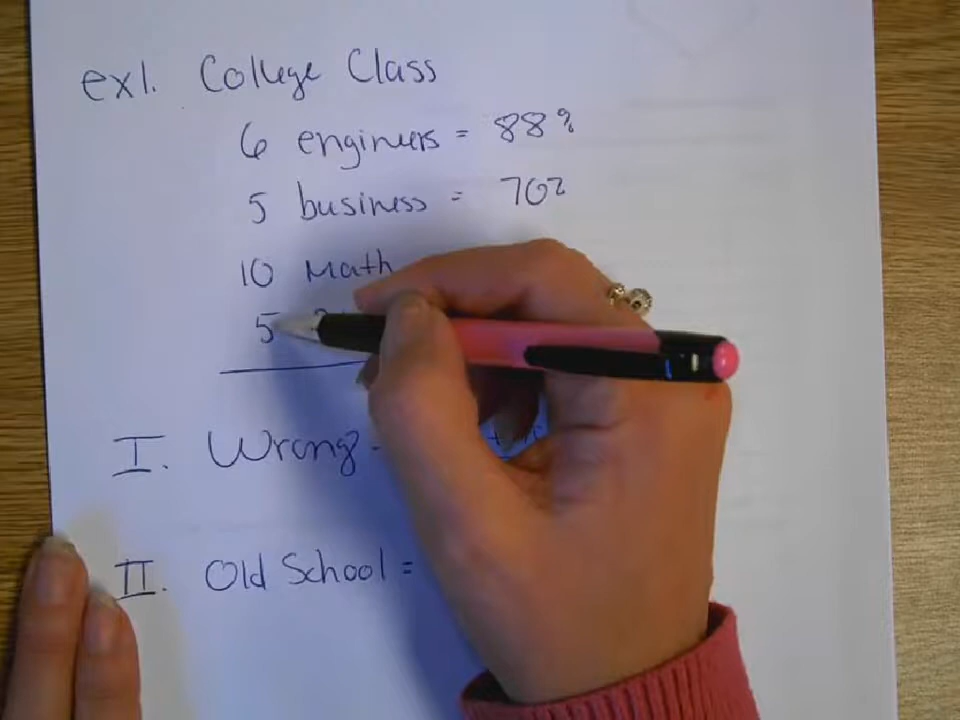 ex1. College Class
6 engineers = 88%
5 business = 70%
10 Math
5
I. Wrong -
II. Old School =